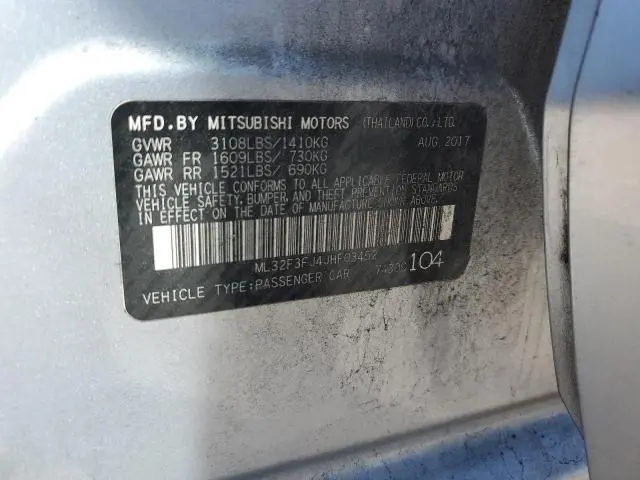 MFD.BY MITSUBISHI MOTORS (THAILAND) CO.,LTD.
GVWR 3108LBS/1410KG AUG.2017
GAWR FR 1609LBS/ 730KG
GAWR RR 1521LBS/ 690KG
THIS VEHICLE CONFORMS TO ALL APPLICABLE FEDERAL MOTOR
VEHICLE SAFETY, BUMPER, AND THEFT PREVENTION STANDARDS
IN EFFECT ON THE DATE OF MANUFACTURE SHOWN ABOVE.
ML32F3FJ4JHF03452
VEHICLE TYPE:PASSENGER CAR 104